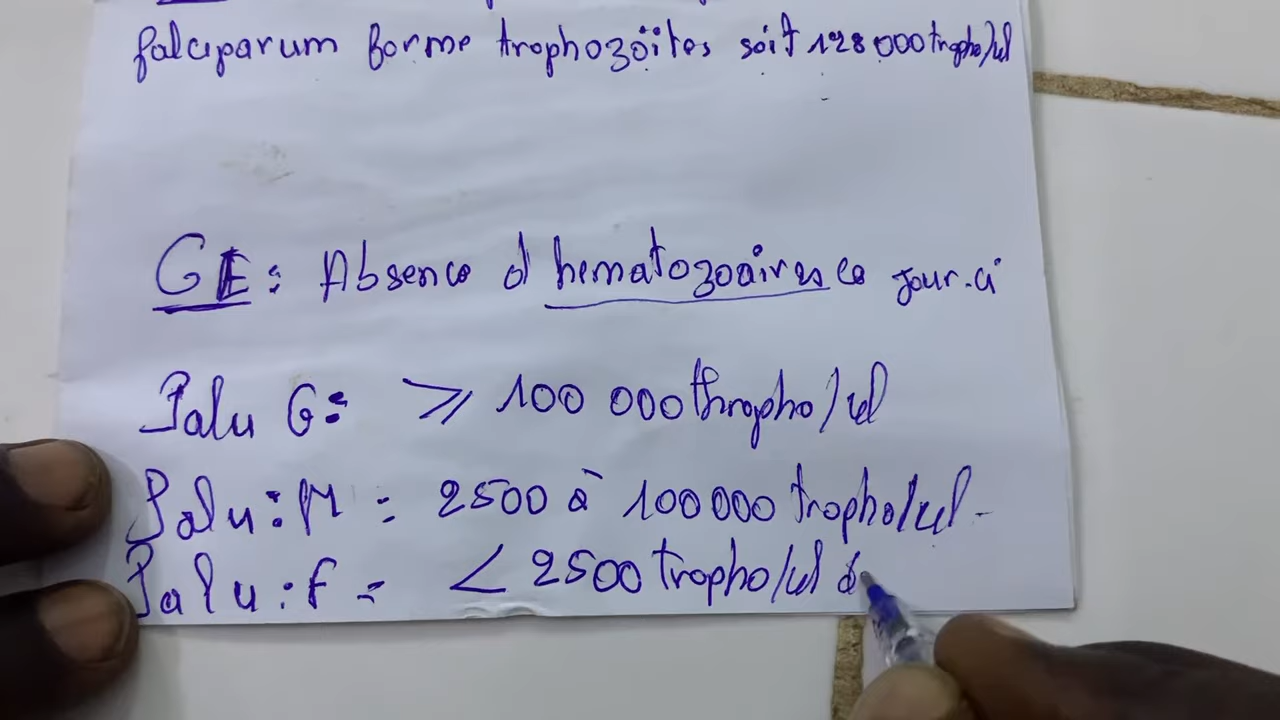 falciparum forme trophozoïtes soit 128 000 tropho/ul
GE: Absence d hematozoaires ce jour-ci
Palu G: ⩾ 100 000 thropho/ul
Palu: M = 2500 à 100 000 tropho/ul-
Palu: F = < 2500 tropho/ul